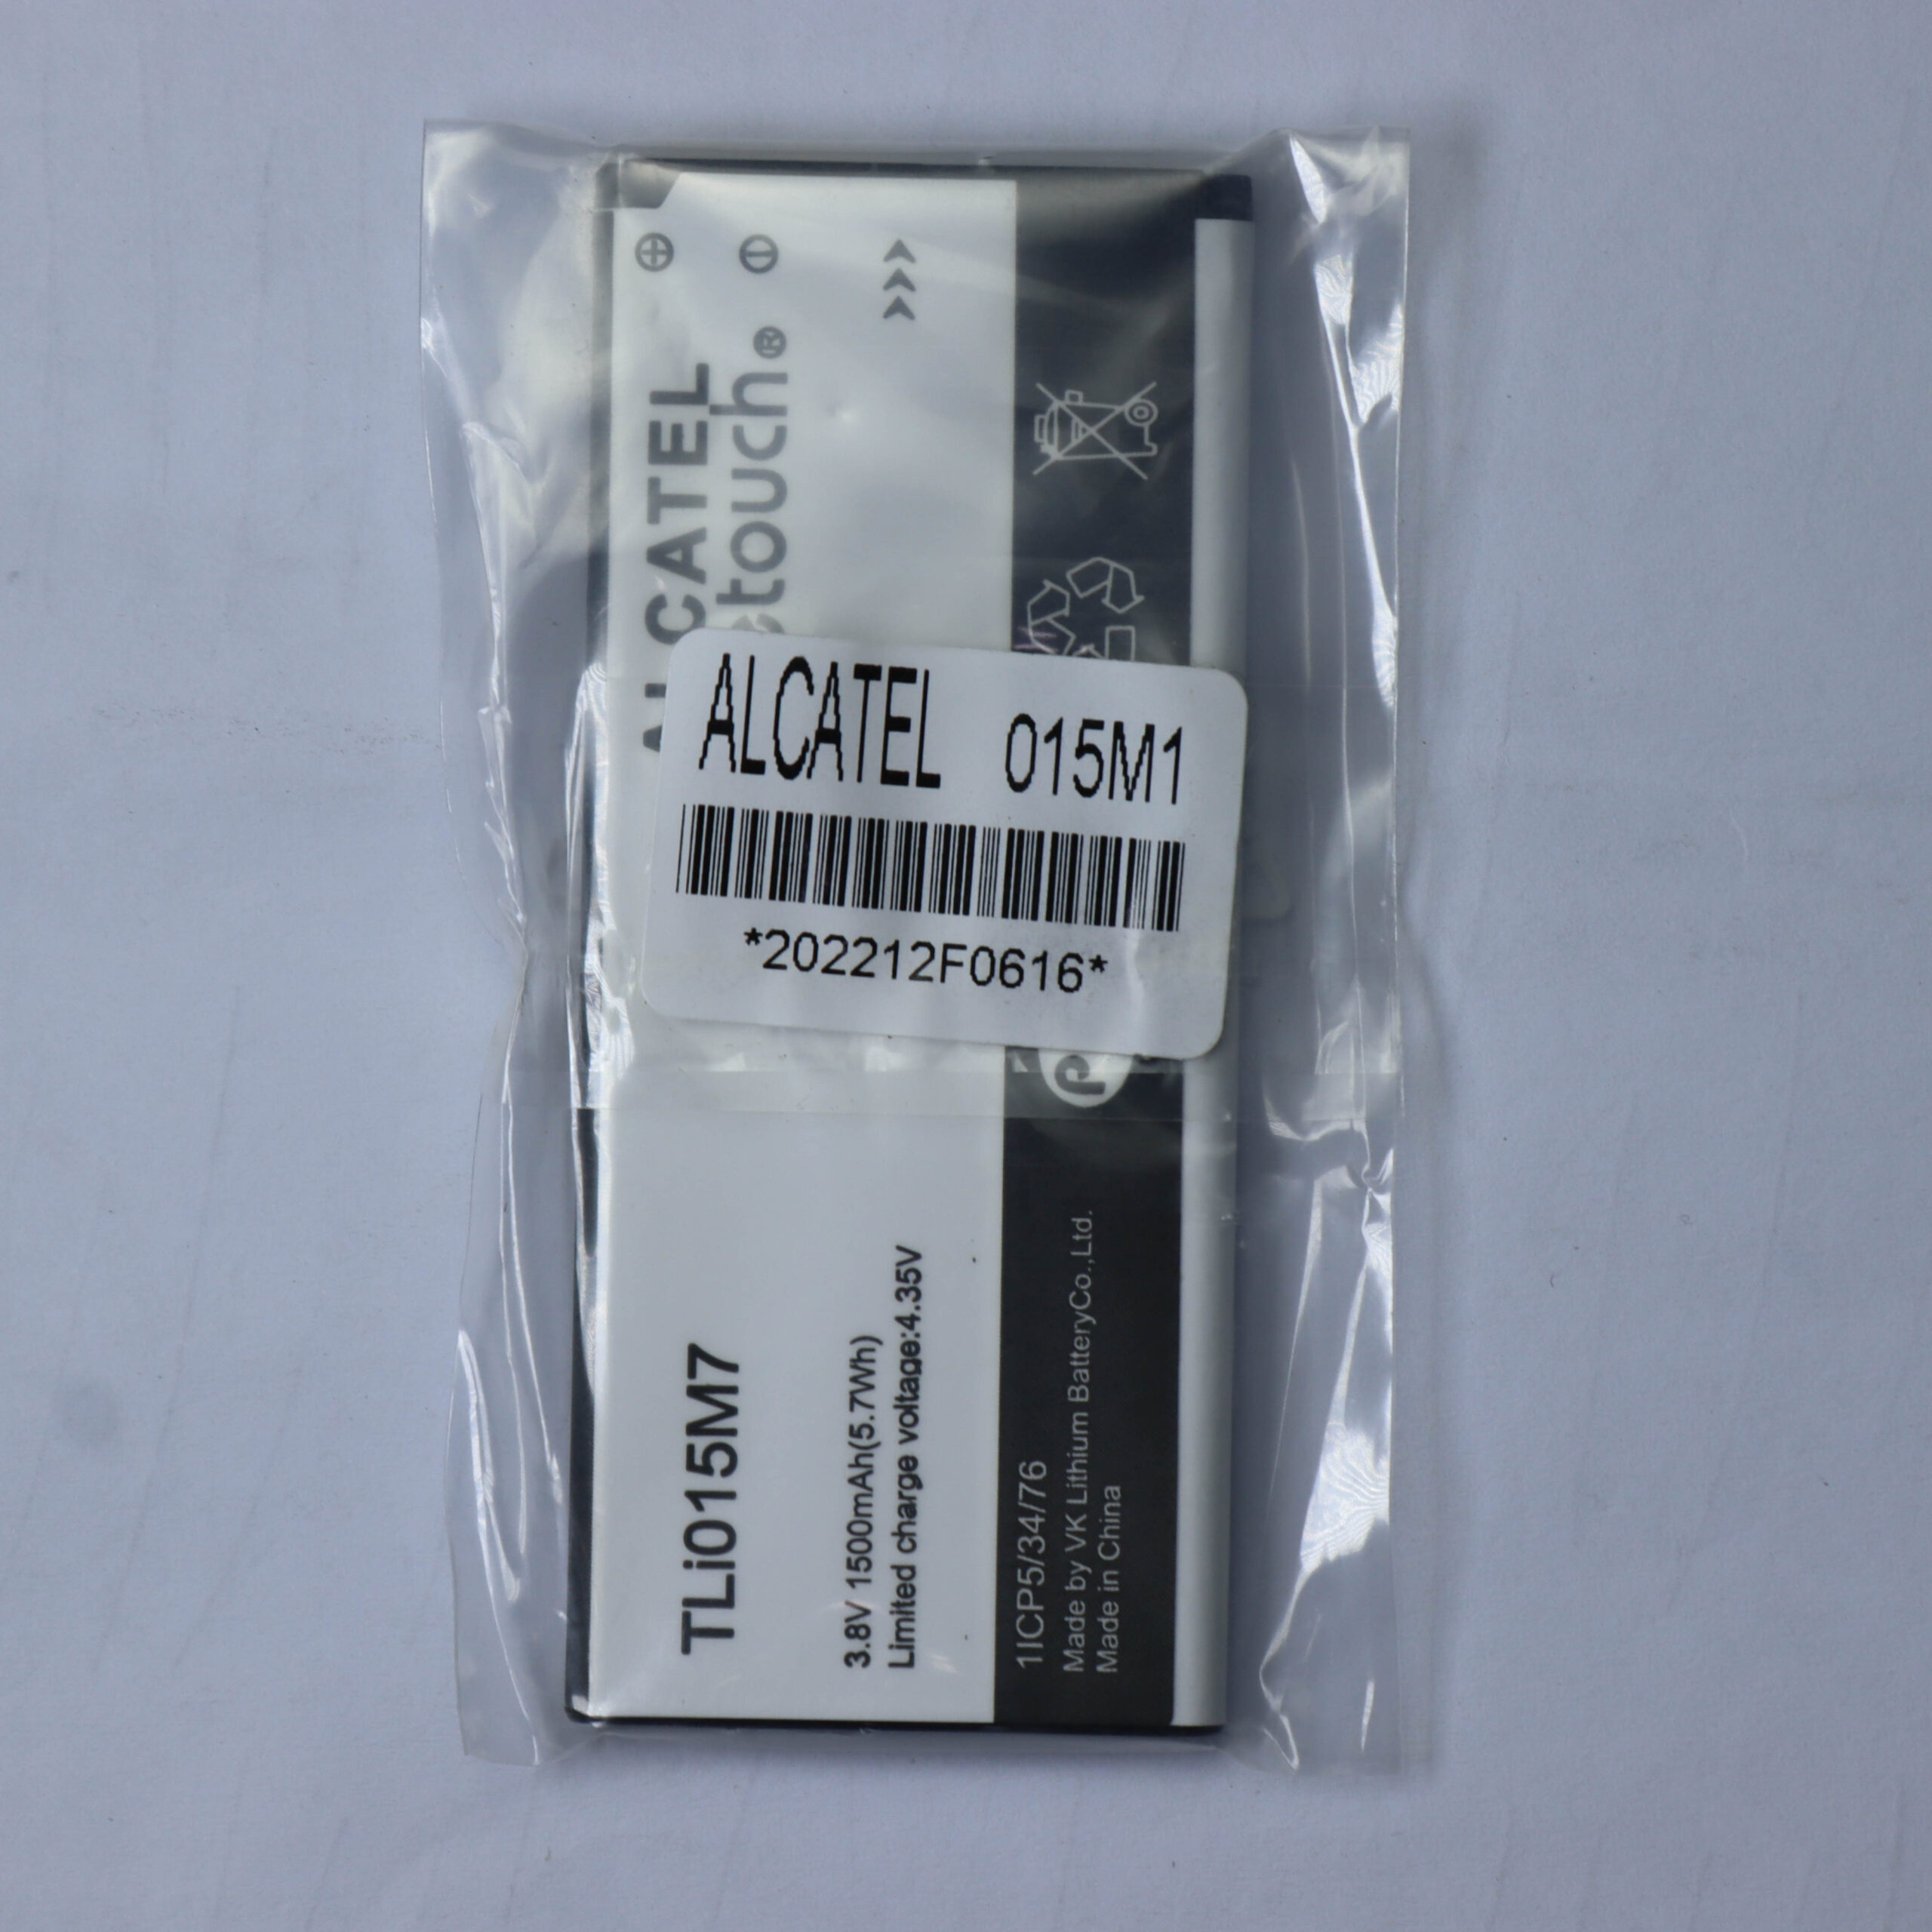 ALCATEL
onetouch®
ALCATEL 015M1
*202212F0616*
TLi015M7
3.8V 1500mAh(5.7Wh)
Limited charge voltage:4.35V
1ICP5/34/76
Made by VK Lithium BatteryCo.,Ltd.
Made in China